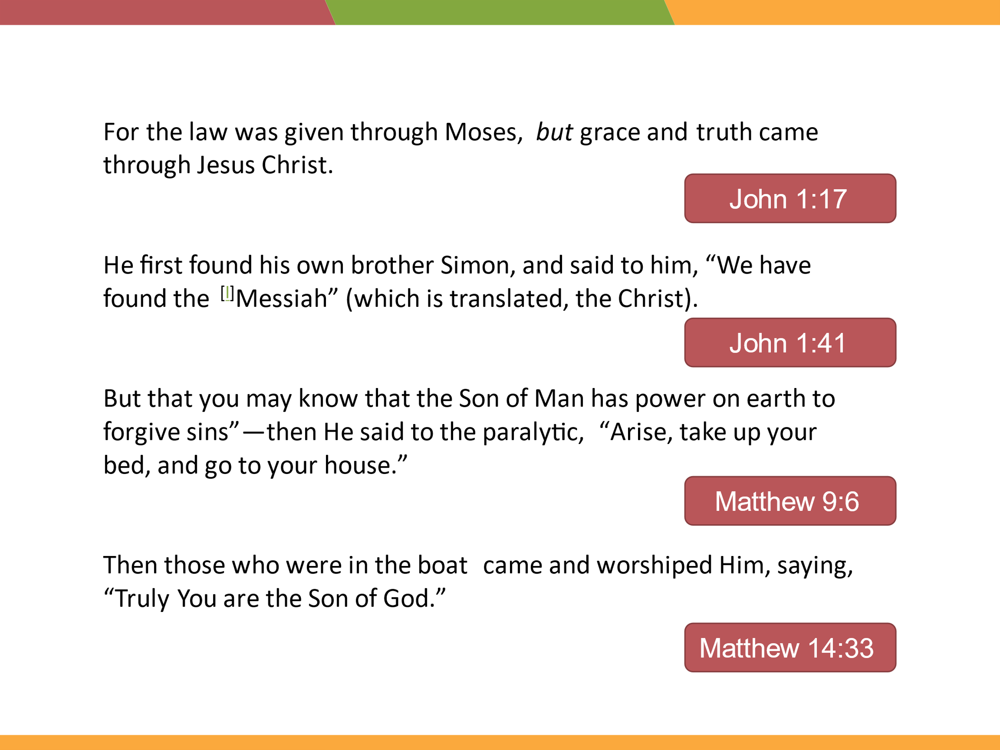 For the law was given through Moses, but grace and truth came
through Jesus Christ.
John 1:17
He first found his own brother Simon, and said to him, “We have
found the [l]Messiah” (which is translated, the Christ).
John 1:41
But that you may know that the Son of Man has power on earth to
forgive sins”—then He said to the paralytic, “Arise, take up your
bed, and go to your house.”
Matthew 9:6
Then those who were in the boat came and worshiped Him, saying,
“Truly You are the Son of God.”
Matthew 14:33